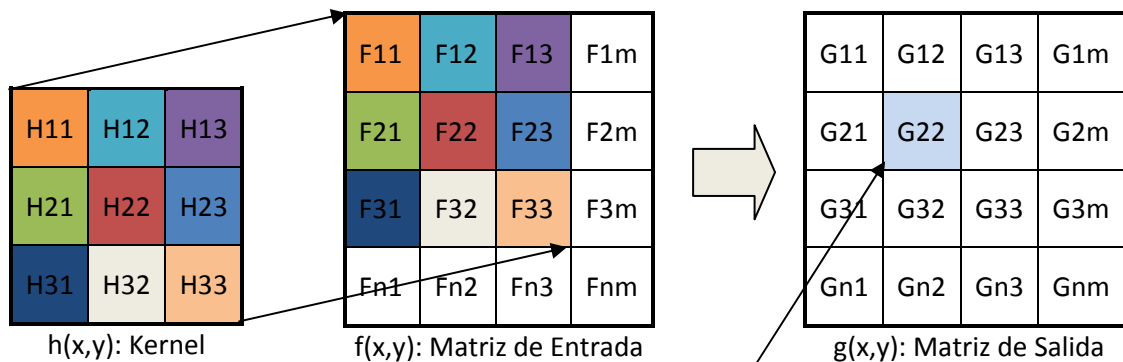 H11 H12 H13
H21 H22 H23
H31 H32 H33
h(x,y): Kernel
F11 F12 F13 F1m
F21 F22 F23 F2m
F31 F32 F33 F3m
Fn1 Fn2 Fn3 Fnm
f(x,y): Matriz de Entrada
G11 G12 G13 G1m
G21 G22 G23 G2m
G31 G32 G33 G3m
Gn1 Gn2 Gn3 Gnm
g(x,y): Matriz de Salida